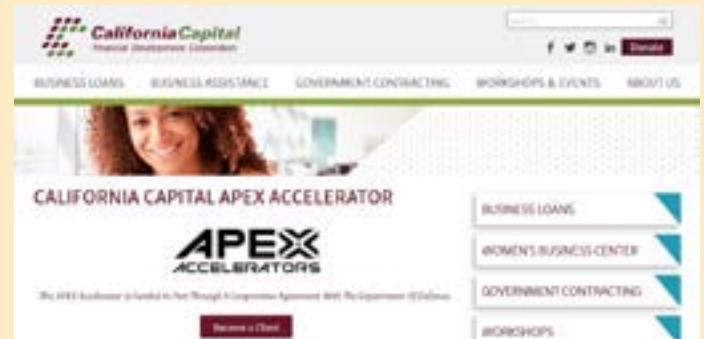 CaliforniaCapital
Financial Development Corporation
Donate
BUSINESS LOANS BUSINESS ASSISTANCE GOVERNMENT CONTRACTING WORKSHOPS & EVENTS ABOUT US
CALIFORNIA CAPITAL APEX ACCELERATOR
APEX
ACCELERATORS
The APEX Accelerator Is Funded In Part Through A Cooperative Agreement With The Department Of Defense.
Become a Client
BUSINESS LOANS
WOMEN'S BUSINESS CENTER
GOVERNMENT CONTRACTING
WORKSHOPS